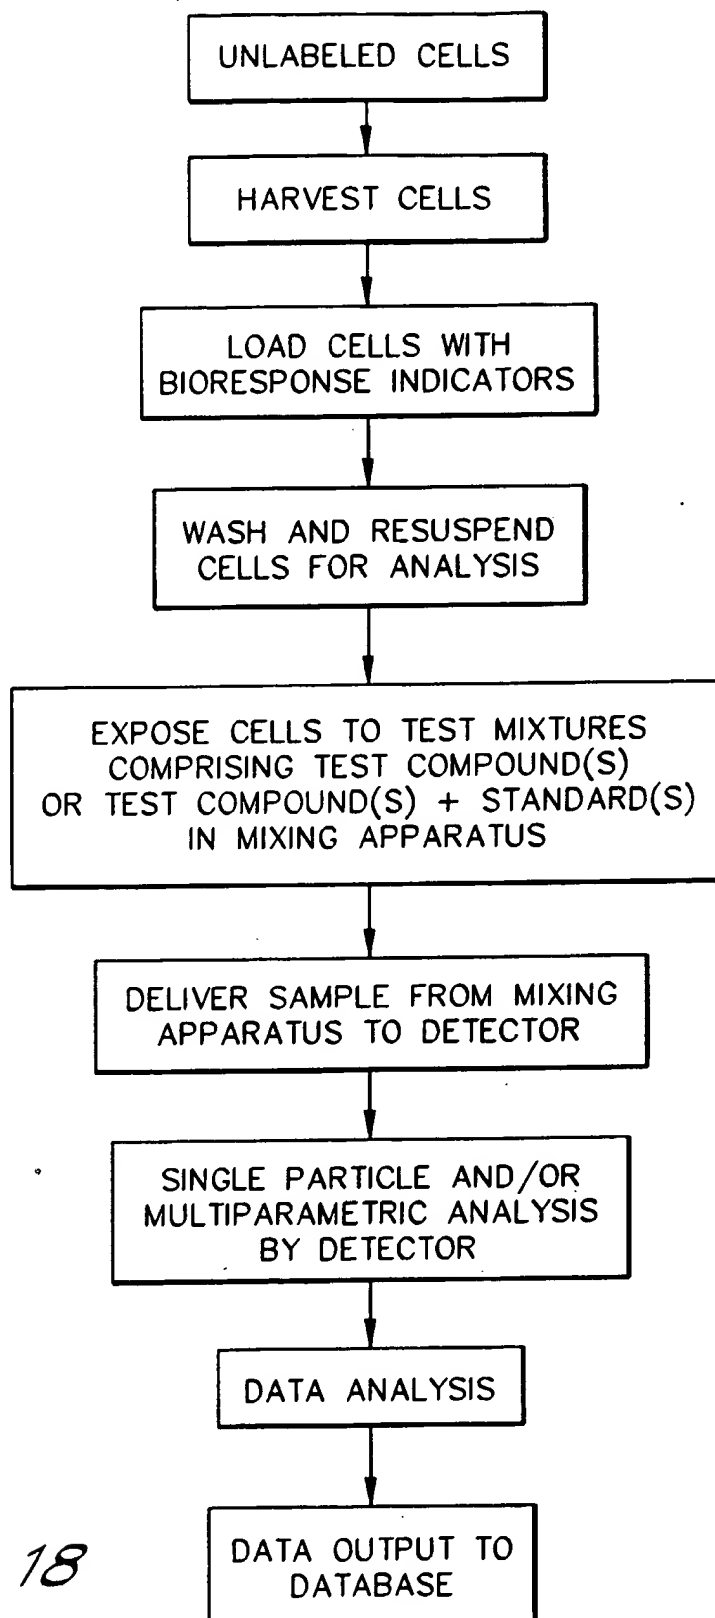 UNLABELED CELLS
HARVEST CELLS
LOAD CELLS WITH
BIORESPONSE INDICATORS
WASH AND RESUSPEND
CELLS FOR ANALYSIS
EXPOSE CELLS TO TEST MIXTURES
COMPRISING TEST COMPOUND(S)
OR TEST COMPOUND(S) + STANDARD(S)
IN MIXING APPARATUS
DELIVER SAMPLE FROM MIXING
APPARATUS TO DETECTOR
SINGLE PARTICLE AND/OR
MULTIPARAMETRIC ANALYSIS
BY DETECTOR
DATA ANALYSIS
DATA OUTPUT TO
DATABASE
18